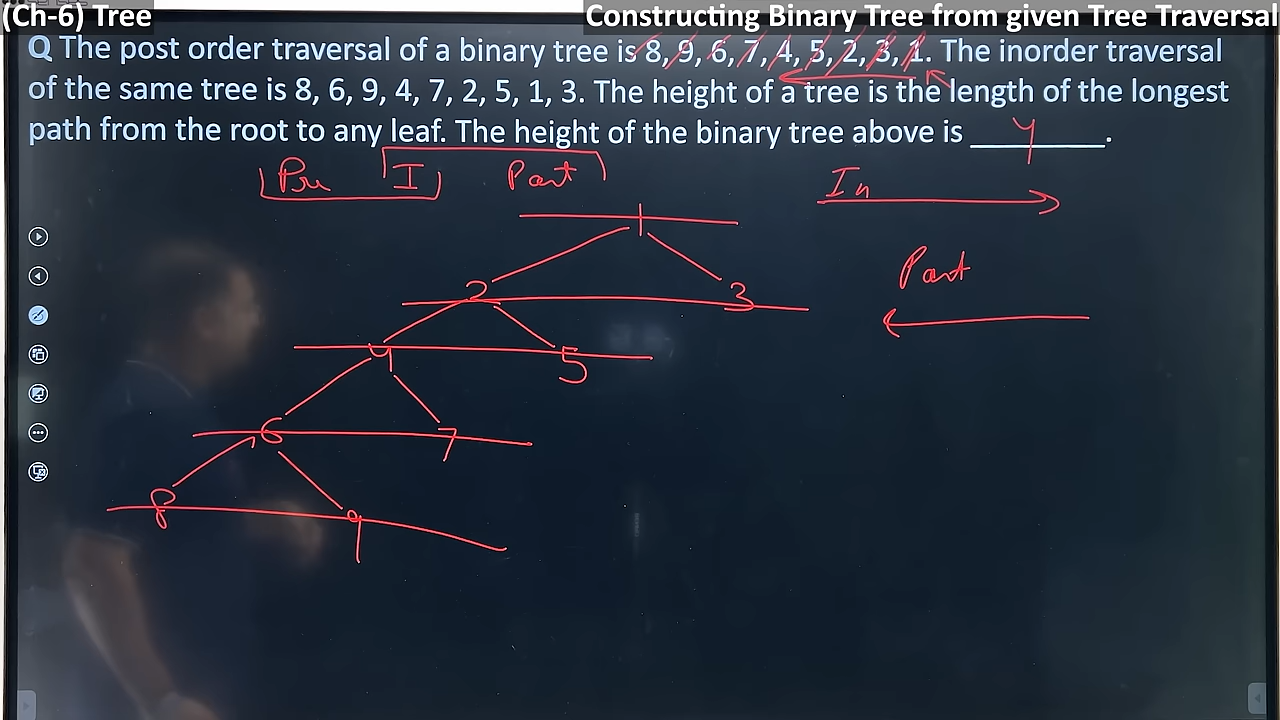 (Ch-6) Tree
Constructing Binary Tree from given Tree Traversal
Q The post order traversal of a binary tree is 8, 9, 6, 7, 4, 5, 2, 3, 1. The inorder traversal
of the same tree is 8, 6, 9, 4, 7, 2, 5, 1, 3. The height of a tree is the length of the longest
path from the root to any leaf. The height of the binary tree above is ________. 4
Pre I Post
In
Post
1
2 3
4 5
6 7
8 9